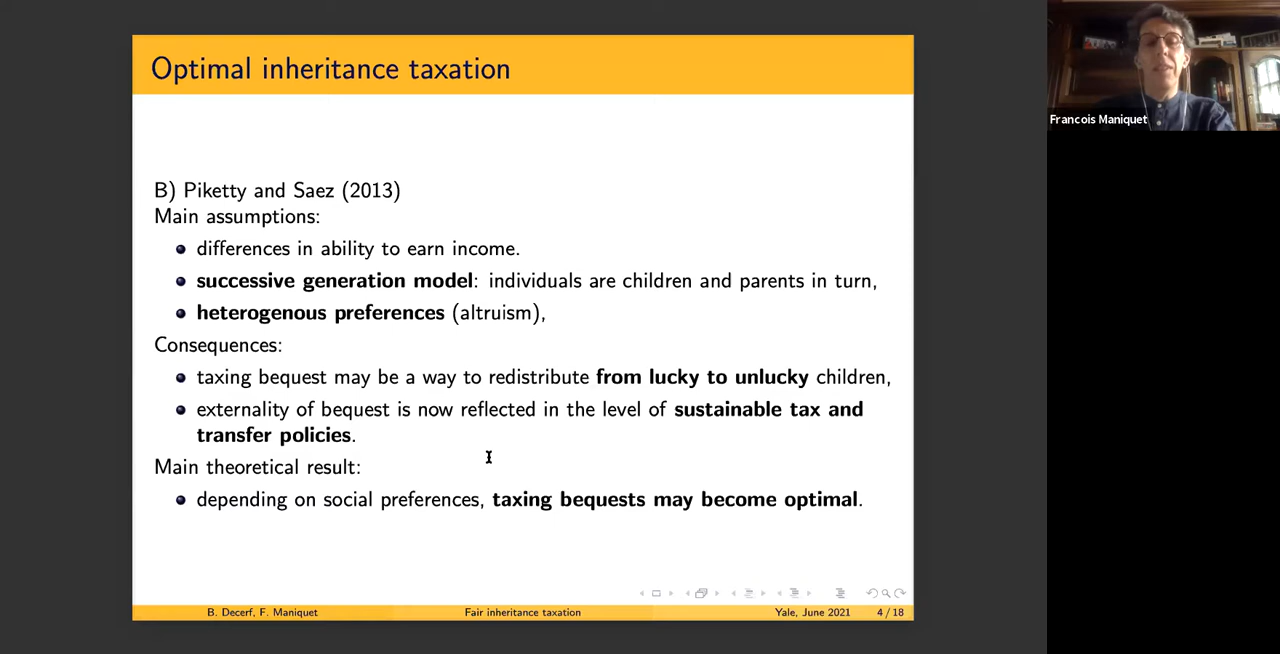 Optimal inheritance taxation
Francois Maniquet
B) Piketty and Saez (2013)
Main assumptions:
differences in ability to earn income.
successive generation model: individuals are children and parents in turn,
heterogenous preferences (altruism),
Consequences:
taxing bequest may be a way to redistribute from lucky to unlucky children,
externality of bequest is now reflected in the level of sustainable tax and
transfer policies.
Main theoretical result:
depending on social preferences, taxing bequests may become optimal.
B. Decerf, F. Maniquet Fair inheritance taxation Yale, June 2021 4 / 18